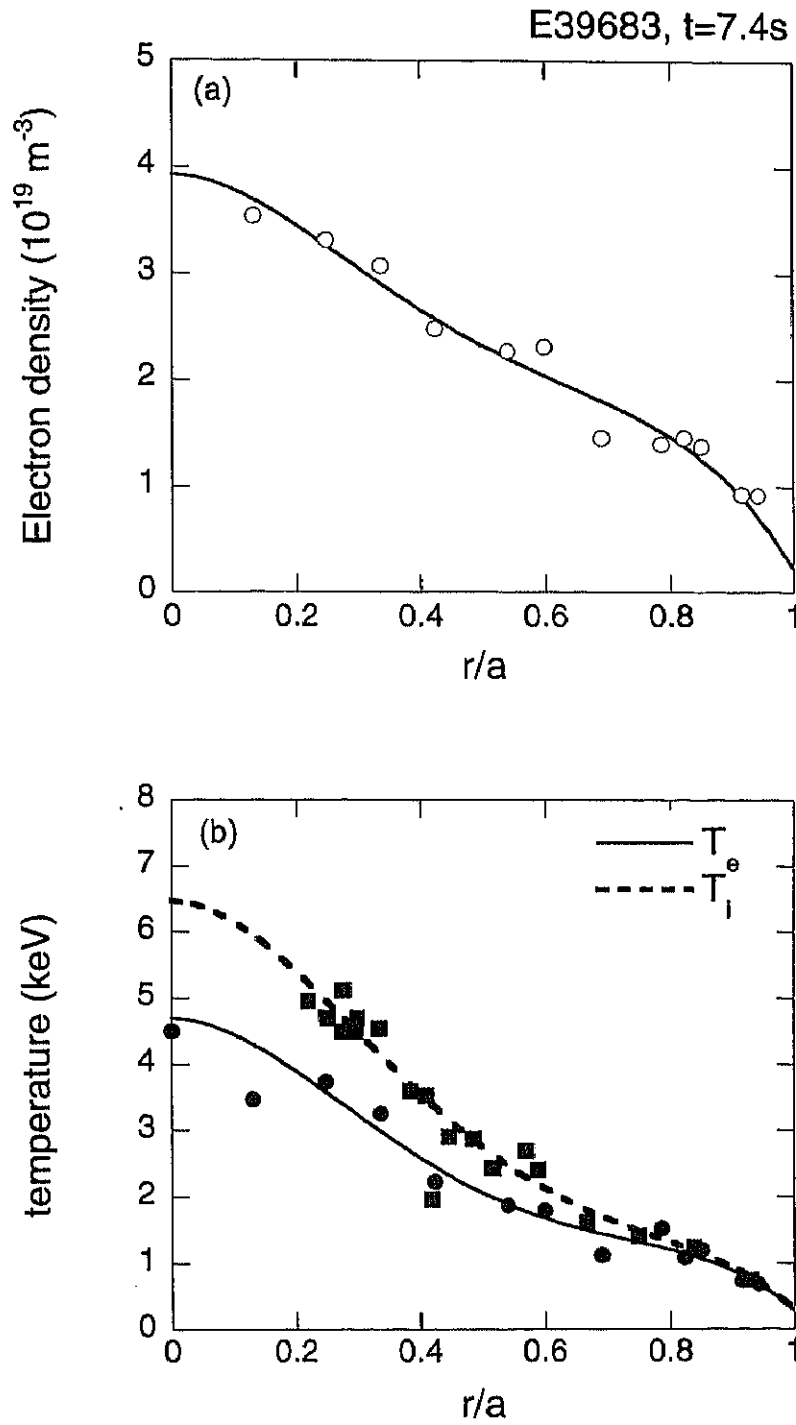 E39683, t=7.4s
(a)
Electron density (10^19 m^-3)
5
4
3
2
1
0
0 0.2 0.4 0.6 0.8 1
r/a
(b)
T_e
T_i
temperature (keV)
8
7
6
5
4
3
2
1
0
0 0.2 0.4 0.6 0.8 1
r/a